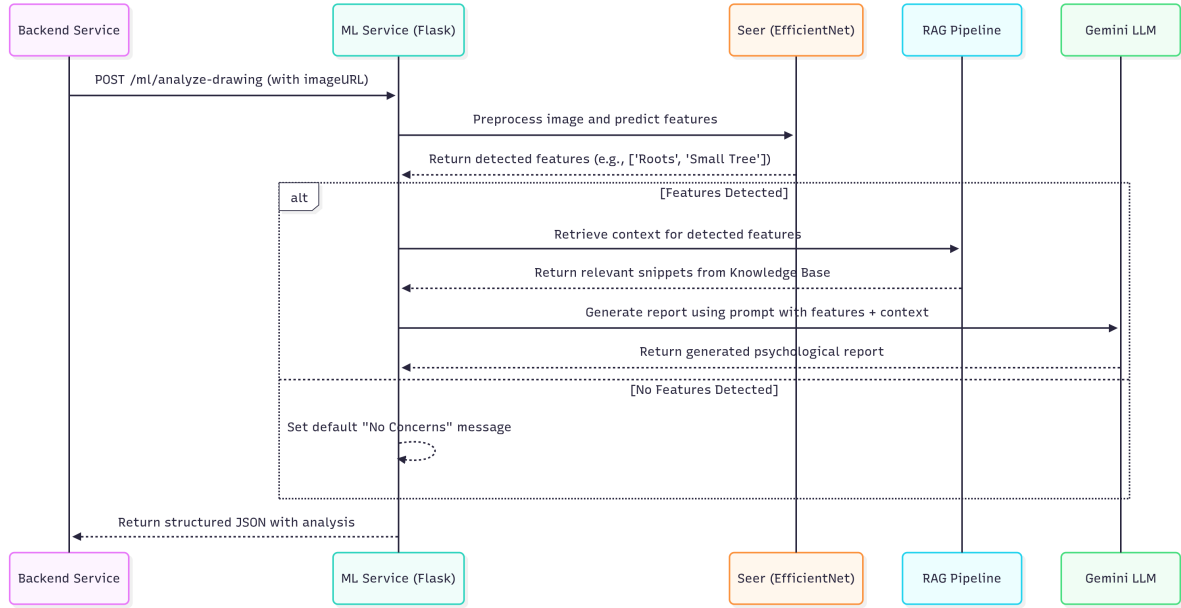 Backend Service
ML Service (Flask)
Seer (EfficientNet)
RAG Pipeline
Gemini LLM
POST /ml/analyze-drawing (with imageURL)
Preprocess image and predict features
Return detected features (e.g., ['Roots', 'Small Tree'])
alt
[Features Detected]
Retrieve context for detected features
Return relevant snippets from Knowledge Base
Generate report using prompt with features + context
Return generated psychological report
[No Features Detected]
Set default "No Concerns" message
Return structured JSON with analysis
Backend Service
ML Service (Flask)
Seer (EfficientNet)
RAG Pipeline
Gemini LLM